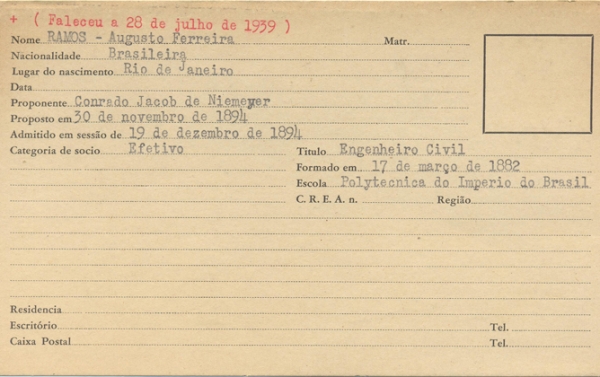 + ( Faleceu a 28 de julho de 1939 )
Nome RAMOS - Augusto Ferreira Matr.
Nacionalidade Brasileira
Lugar do nascimento Rio de Janeiro
Data
Proponente Conrado Jacob de Niemeyer
Proposto em 30 de novembro de 1894
Admitido em sessão de 19 de dezembro de 1894
Categoria de socio Efetivo Titulo Engenheiro Civil
Formado em 17 de março de 1882
Escola Polytecnica do Imperio do Brasil
C. R. E. A. n. Região
Residencia
Escritório Tel.
Caixa Postal Tel.